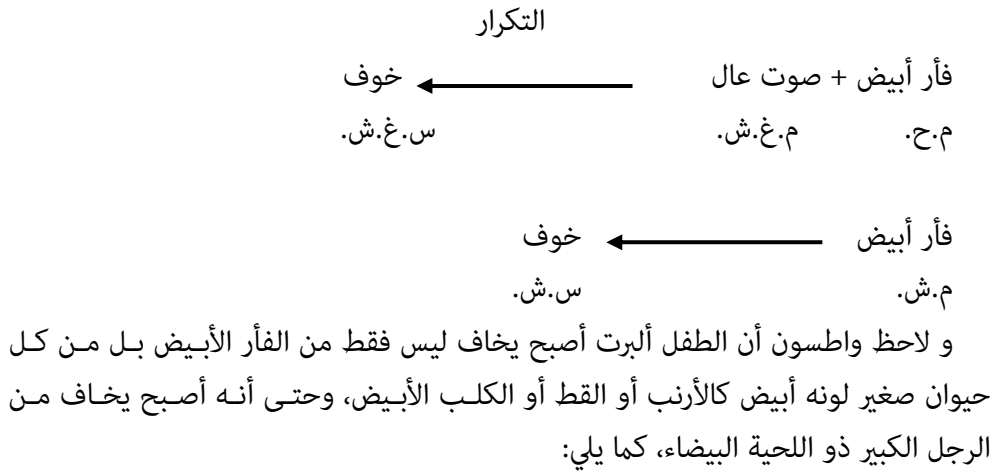 التكرار
فأر أبيض + صوت عال خوف
م.ح. م.غ.ش. س.غ.ش.
فأر أبيض خوف
م.ش. س.ش.
و لاحظ واطسون أن الطفل ألبرت أصبح يخاف ليس فقط من الفأر الأبيض بل من كل
حيوان صغير لونه أبيض كالأرنب أو القط أو الكلب الأبيض، وحتى أنه أصبح يخاف من
الرجل الكبير ذو اللحية البيضاء، كما يلي: